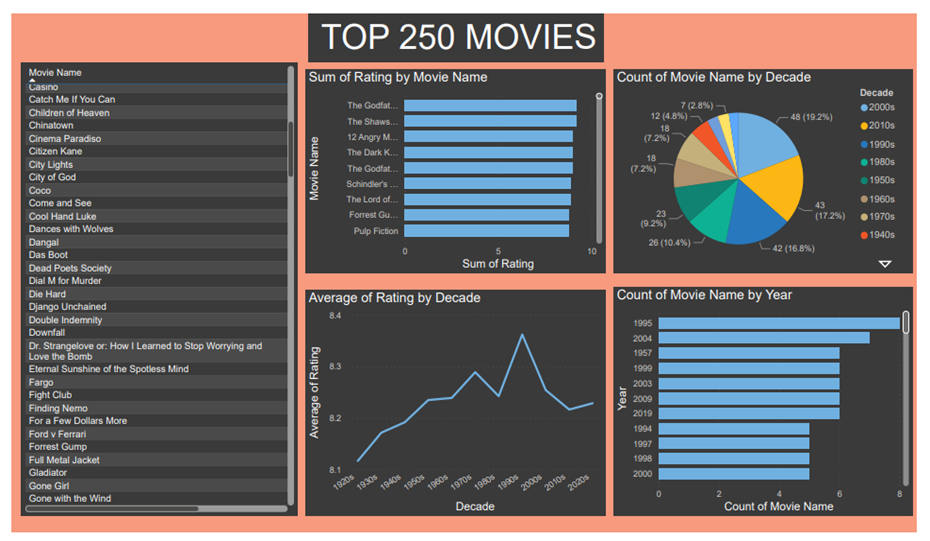 TOP 250 MOVIES
Movie Name
Casino
Catch Me If You Can
Children of Heaven
Chinatown
Cinema Paradiso
Citizen Kane
City Lights
City of God
Coco
Come and See
Cool Hand Luke
Dances with Wolves
Dangal
Das Boot
Dead Poets Society
Dial M for Murder
Die Hard
Django Unchained
Double Indemnity
Downfall
Dr. Strangelove or: How I Learned to Stop Worrying and
Love the Bomb
Eternal Sunshine of the Spotless Mind
Fargo
Fight Club
Finding Nemo
For a Few Dollars More
Ford v Ferrari
Forrest Gump
Full Metal Jacket
Gladiator
Gone Girl
Gone with the Wind
Sum of Rating by Movie Name
Movie Name
The Godfat...
The Shaws...
12 Angry M...
The Dark K...
The Godfat...
Schindler's ...
The Lord of...
Forrest Gu...
Pulp Fiction
0 5 10
Sum of Rating
Count of Movie Name by Decade
48 (19.2%)
43
(17.2%)
42 (16.8%)
26 (10.4%)
23
(9.2%)
18
(7.2%)
18
(7.2%)
12 (4.8%)
7 (2.8%)
Decade
2000s
2010s
1990s
1980s
1950s
1960s
1970s
1940s
Average of Rating by Decade
Average of Rating
8.4
8.3
8.2
8.1
1920s 1930s 1940s 1950s 1960s 1970s 1980s 1990s 2000s 2010s 2020s
Decade
Count of Movie Name by Year
Year
1995
2004
1957
1999
2003
2009
2019
1994
1997
1998
2000
0 2 4 6 8
Count of Movie Name